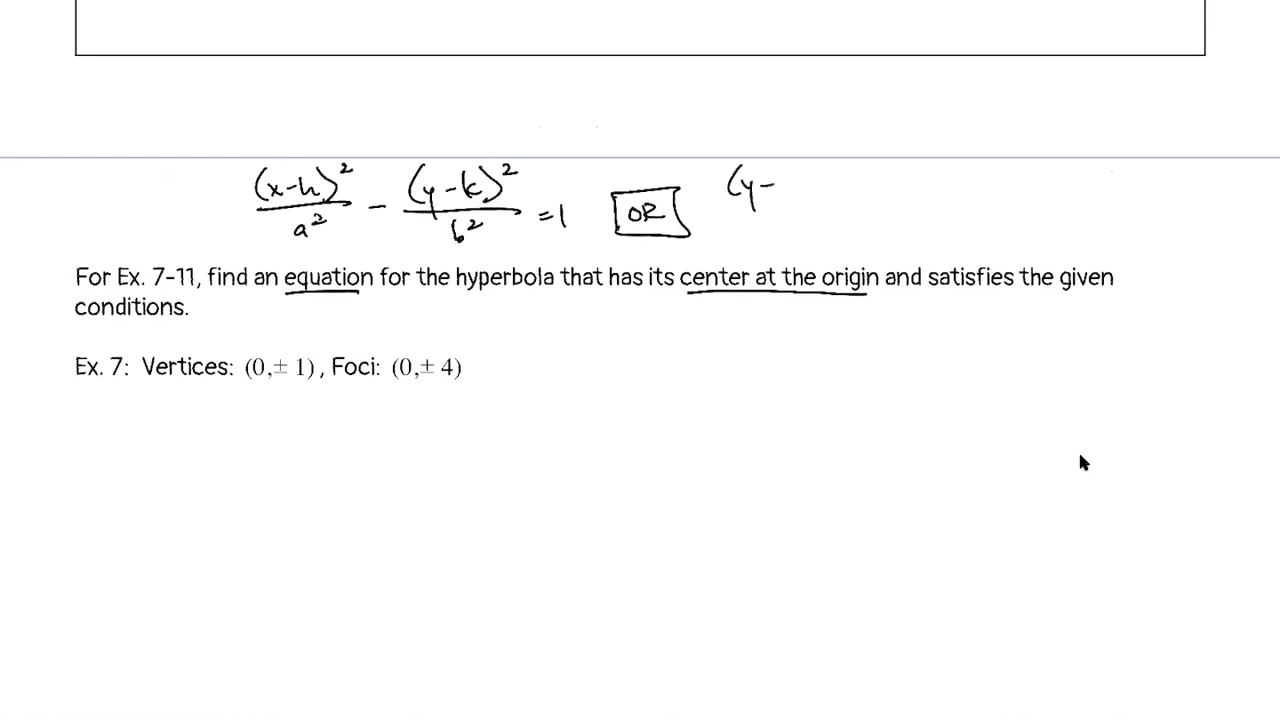 (x-h)²/a² - (y-k)²/b² =1 OR (y-
For Ex. 7-11, find an equation for the hyperbola that has its center at the origin and satisfies the given
conditions.
Ex. 7: Vertices: (0,± 1), Foci: (0,± 4)